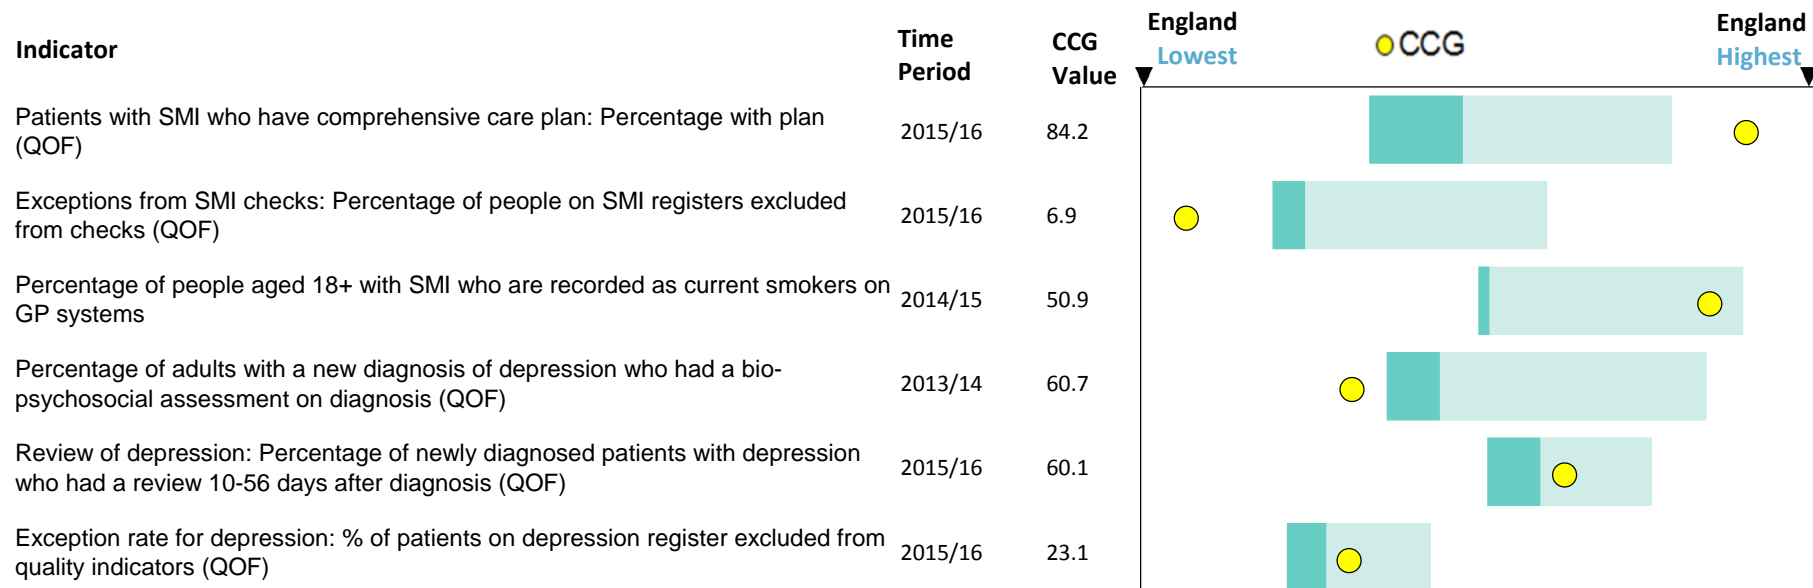 Indicator
Time
Period
CCG
Value
England
Lowest
CCG
England
Highest
Patients with SMI who have comprehensive care plan: Percentage with plan
(QOF)
2015/16
84.2
Exceptions from SMI checks: Percentage of people on SMI registers excluded
from checks (QOF)
2015/16
6.9
Percentage of people aged 18+ with SMI who are recorded as current smokers on
GP systems
2014/15
50.9
Percentage of adults with a new diagnosis of depression who had a bio-
psychosocial assessment on diagnosis (QOF)
2013/14
60.7
Review of depression: Percentage of newly diagnosed patients with depression
who had a review 10-56 days after diagnosis (QOF)
2015/16
60.1
Exception rate for depression: % of patients on depression register excluded from
quality indicators (QOF)
2015/16
23.1